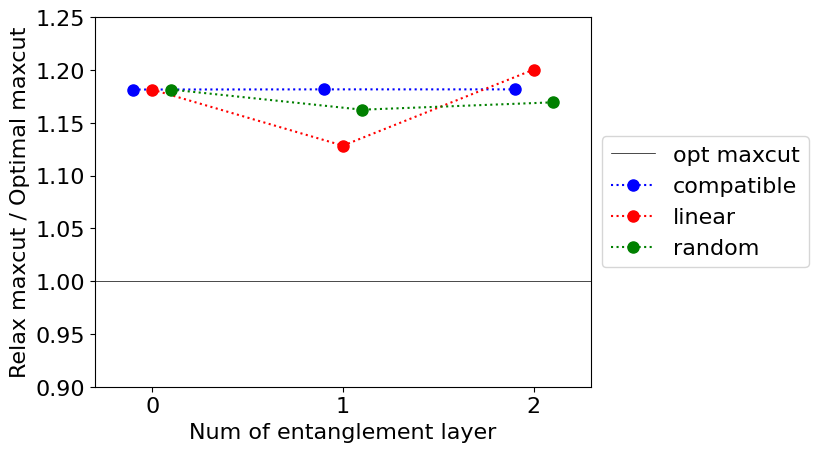 Relax maxcut / Optimal maxcut
1.25
1.20
1.15
1.10
1.05
1.00
0.95
0.90
0
1
2
Num of entanglement layer
opt maxcut
compatible
linear
random